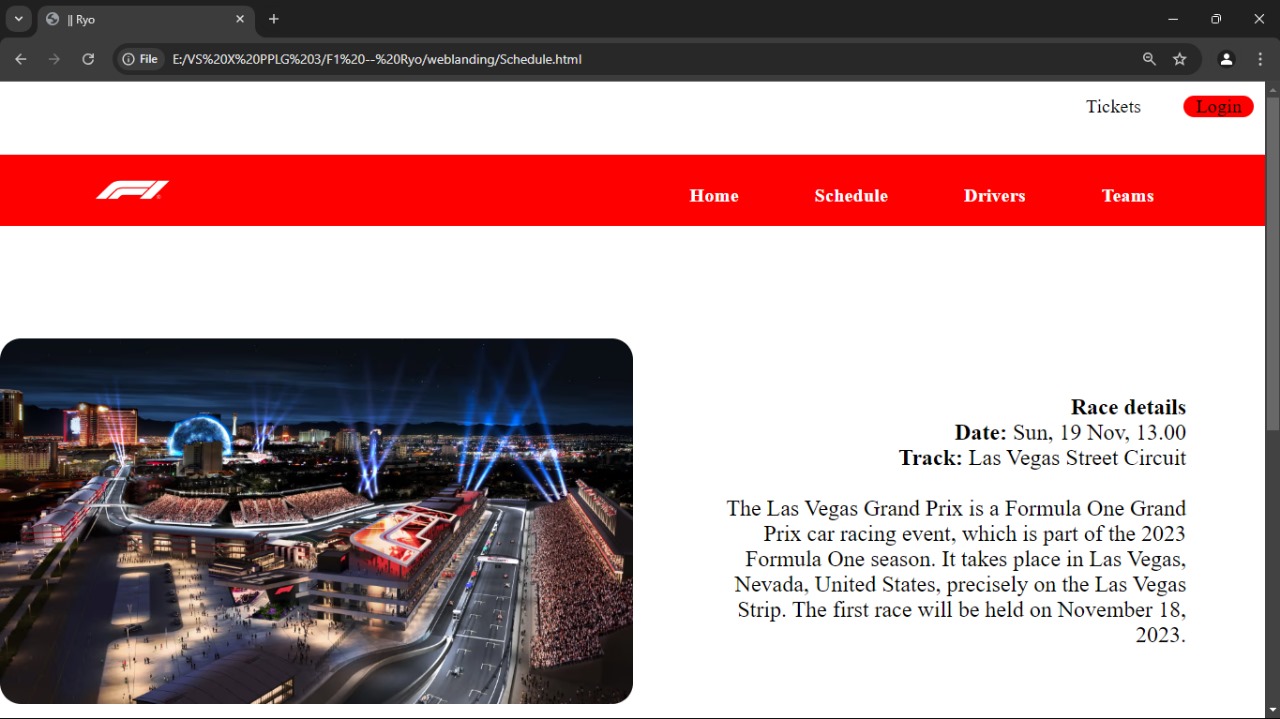 || Ryo
File
E:/VS%20X%20PPLG%203/F1%20--%20Ryo/weblanding/Schedule.html
Tickets
Login
F1
Home
Schedule
Drivers
Teams
Race details
Date: Sun, 19 Nov, 13.00
Track: Las Vegas Street Circuit
The Las Vegas Grand Prix is a Formula One Grand
Prix car racing event, which is part of the 2023
Formula One season. It takes place in Las Vegas,
Nevada, United States, precisely on the Las Vegas
Strip. The first race will be held on November 18,
2023.